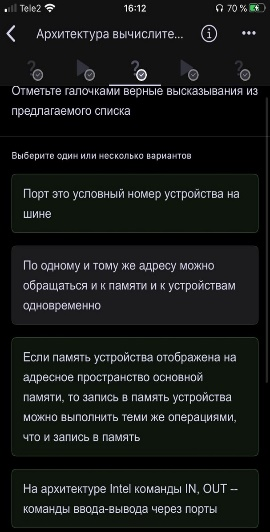 Tele2
16:12
70 %
Архитектура вычислите...
Отметьте галочками верные высказывания из
предлагаемого списка
Выберите один или несколько вариантов
Порт это условный номер устройства на
шине
По одному и тому же адресу можно
обращаться и к памяти и к устройствам
одновременно
Если память устройства отображена на
адресное пространство основной
памяти, то запись в память устройства
можно выполнить теми же операциями,
что и запись в память
На архитектуре Intel команды IN, OUT --
команды ввода-вывода через порты